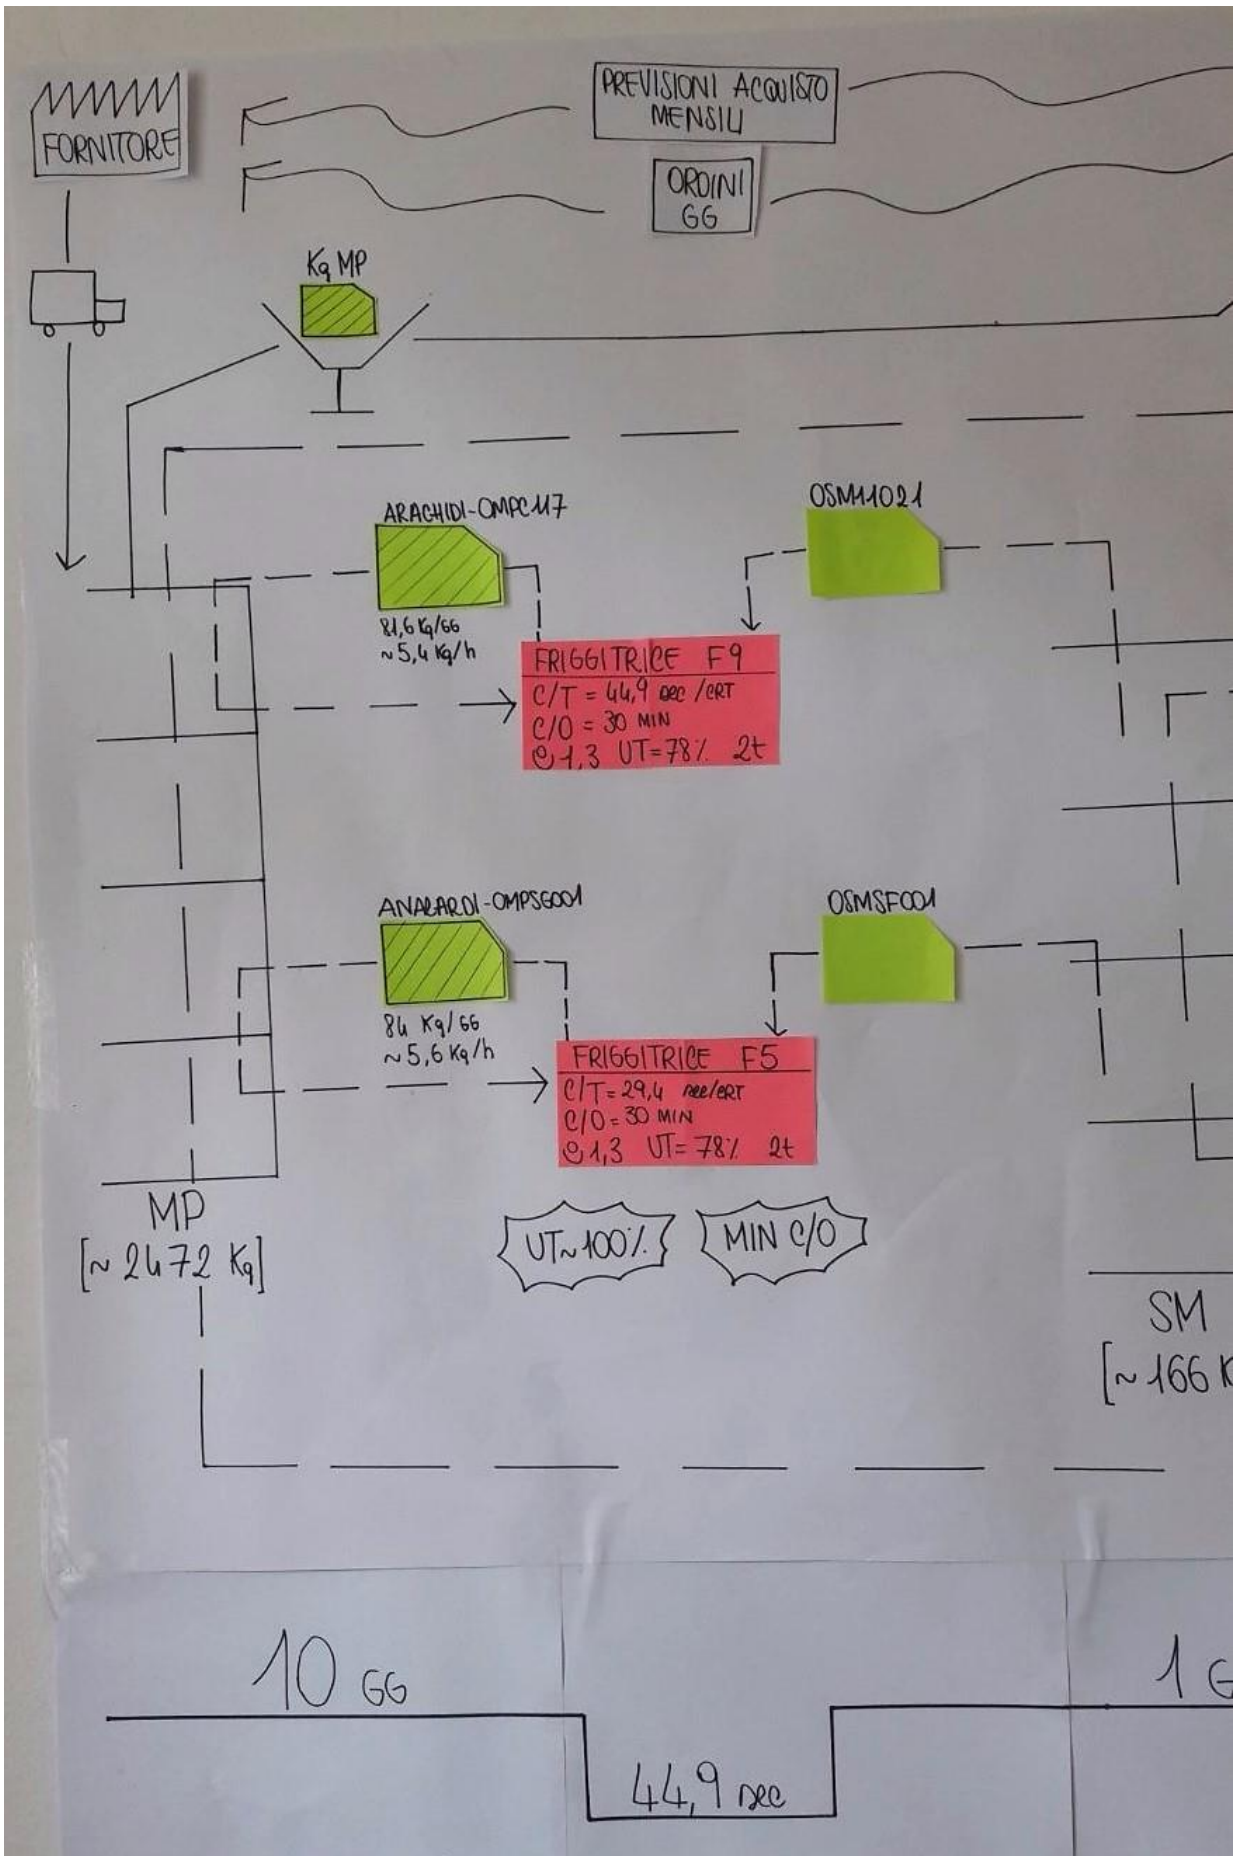 FORNITORE
PREVISIONI ACQUISTO
MENSILI
ORDINI
GG
Kg MP
ARACHIDI-OMPC117
81,6 Kg/GG
~5,4 Kg/h
OSM11021
FRIGGITRICE F9
C/T = 44,9 sec/CRT
C/O = 30 MIN
1,3 UT=78% 2t
ANACARDI-OMPSG001
84 Kg/GG
~5,6 Kg/h
OSMSF001
FRIGGITRICE F5
C/T = 29,4 sec/CRT
C/O = 30 MIN
1,3 UT= 78% 2t
UT~100%
MIN C/O
MP
[~ 2472 Kg]
SM
[~166 K
10 GG
1 G
44,9 sec